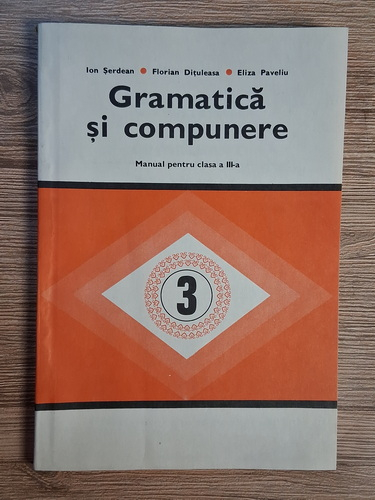 Ion Șerdean • Florian Dițuleasa • Eliza Paveliu
Gramatică
și compunere
Manual pentru clasa a III-a
3